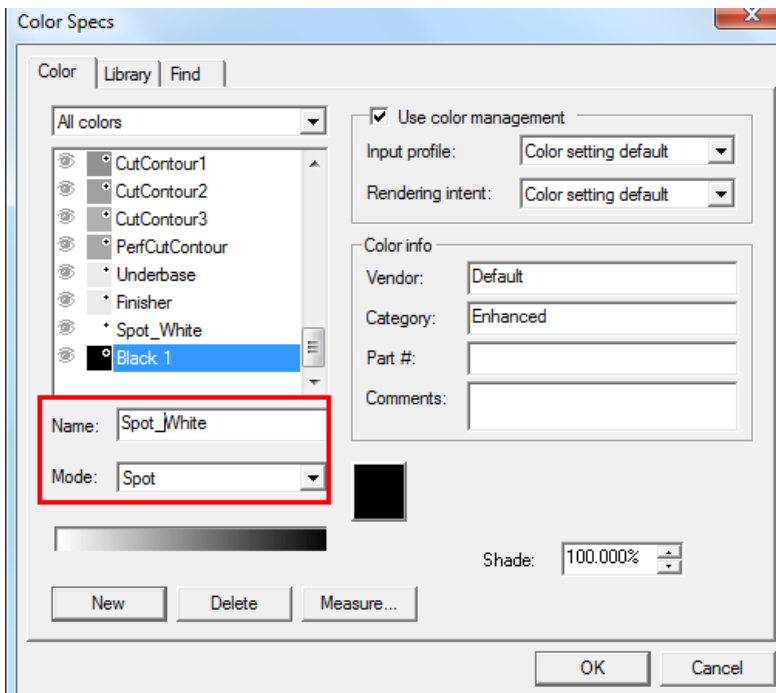 Color Specs
Color
Library
Find
All colors
CutContour1
CutContour2
CutContour3
PerfCutContour
Underbase
Finisher
Spot_White
Black 1
Name: Spot_White
Mode: Spot
New
Delete
Measure...
Use color management
Input profile: Color setting default
Rendering intent: Color setting default
Color info
Vendor: Default
Category: Enhanced
Part #:
Comments:
Shade: 100.000%
OK
Cancel